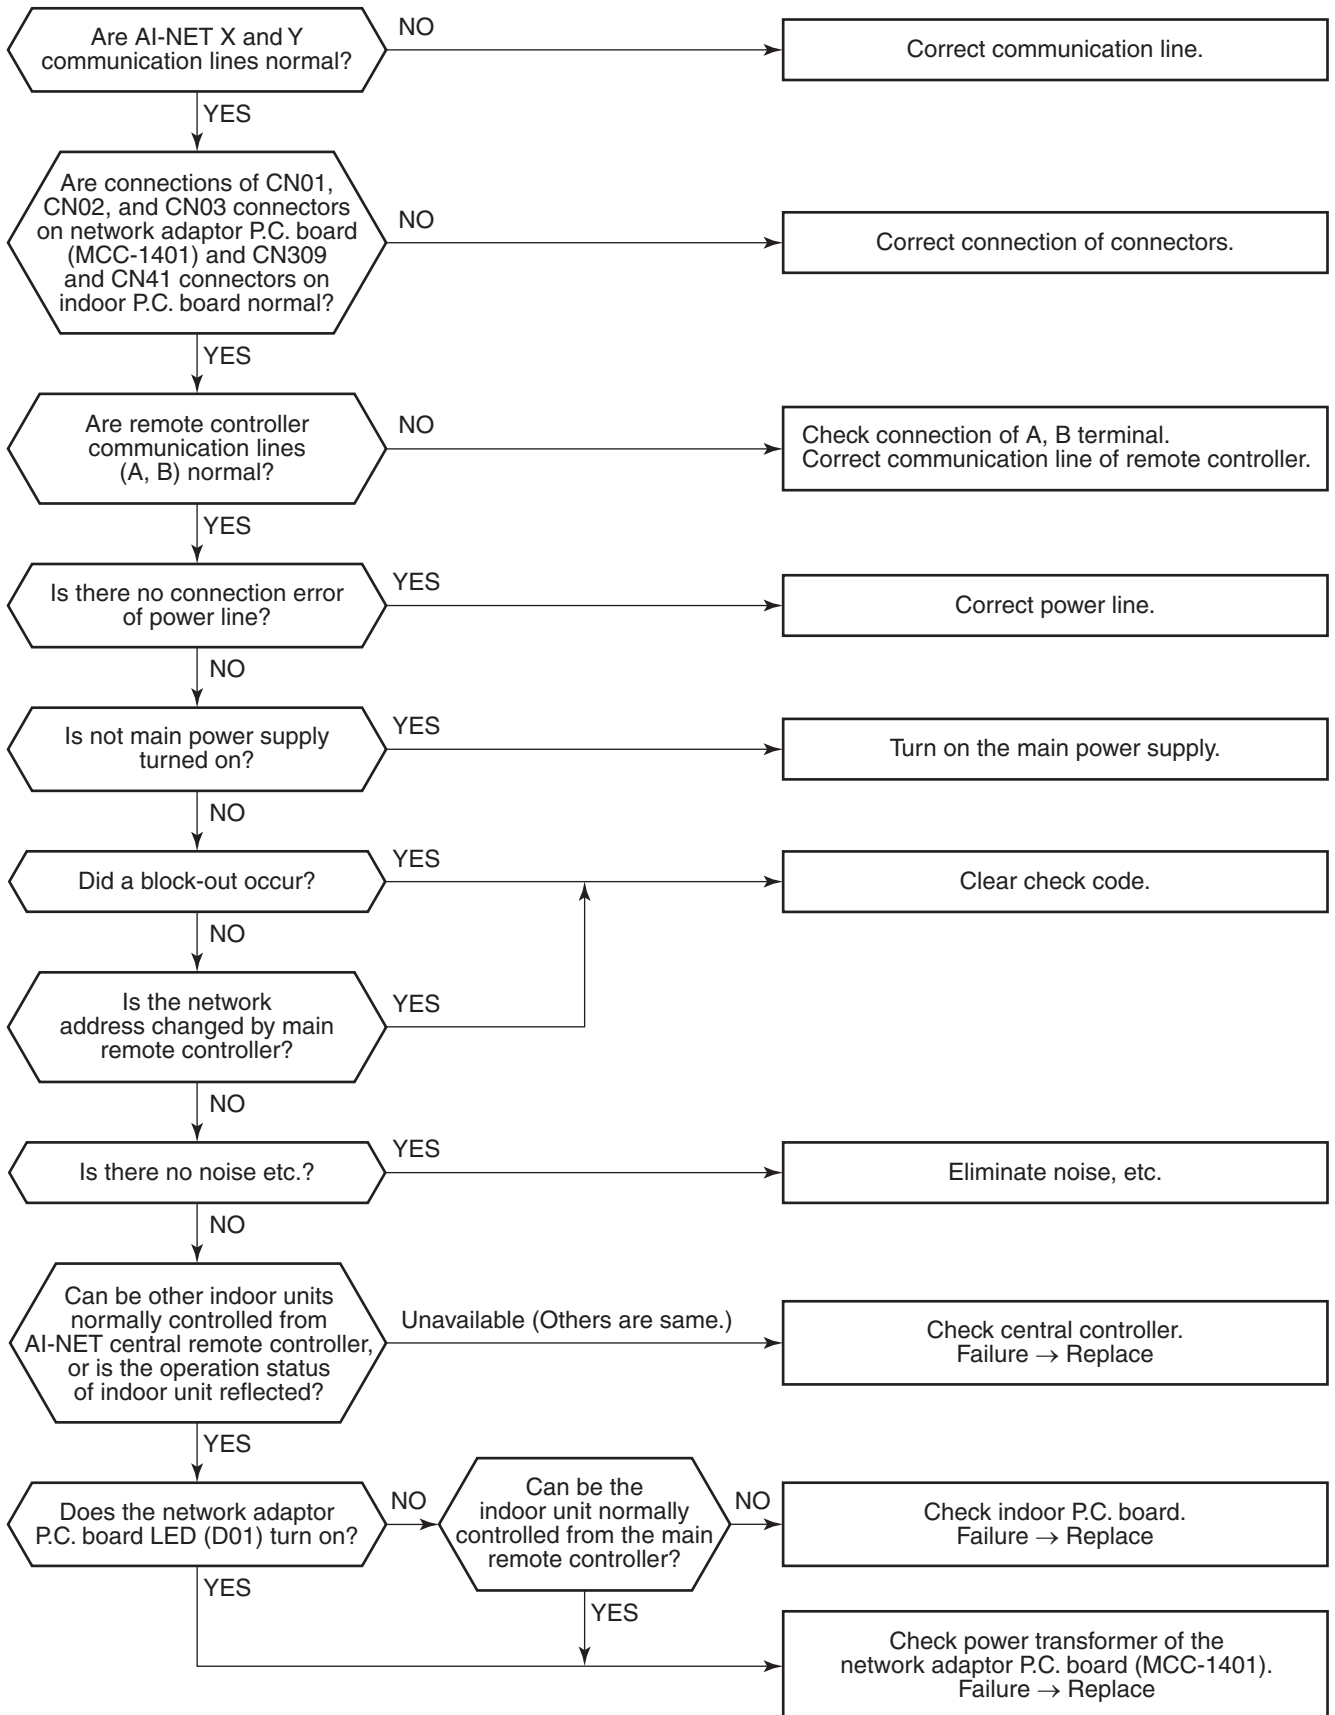 Are AI-NET X and Y
communication lines normal?
NO
Correct communication line.
YES
Are connections of CN01,
CN02, and CN03 connectors
on network adaptor P.C. board
(MCC-1401) and CN309
and CN41 connectors on
indoor P.C. board normal?
NO
Correct connection of connectors.
YES
Are remote controller
communication lines
(A, B) normal?
NO
Check connection of A, B terminal.
Correct communication line of remote controller.
YES
Is there no connection error
of power line?
YES
Correct power line.
NO
Is not main power supply
turned on?
YES
Turn on the main power supply.
NO
Did a block-out occur?
YES
Clear check code.
NO
Is the network
address changed by main
remote controller?
YES
NO
Is there no noise etc.?
YES
Eliminate noise, etc.
NO
Can be other indoor units
normally controlled from
AI-NET central remote controller,
or is the operation status
of indoor unit reflected?
Unavailable (Others are same.)
Check central controller.
Failure → Replace
YES
Does the network adaptor
P.C. board LED (D01) turn on?
NO
Can be the
indoor unit normally
controlled from the main
remote controller?
NO
Check indoor P.C. board.
Failure → Replace
YES
YES
Check power transformer of the
network adaptor P.C. board (MCC-1401).
Failure → Replace